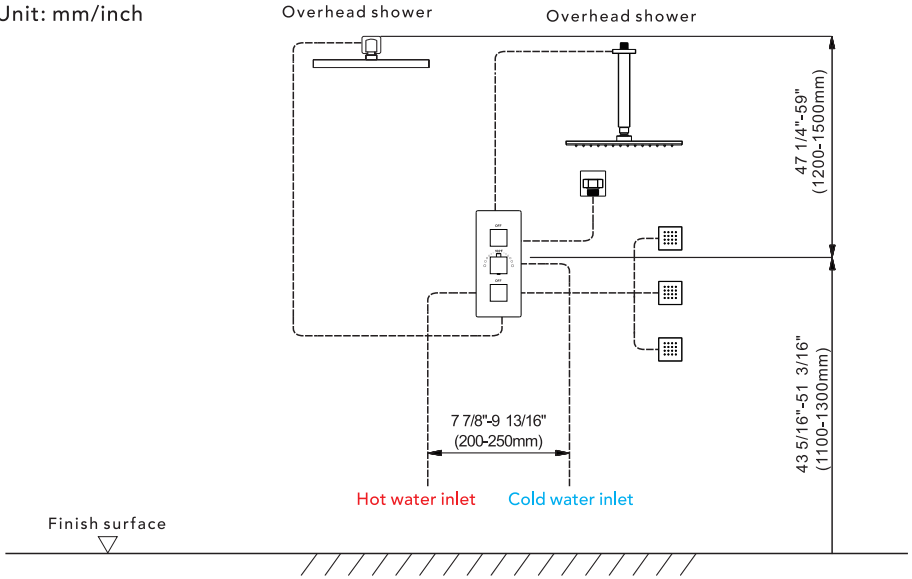 Unit: mm/inch
Overhead shower
Overhead shower
47 1/4"-59"
(1200-1500mm)
OFF
OFF
43 5/16"-51 3/16"
(1100-1300mm)
7 7/8"-9 13/16"
(200-250mm)
Hot water inlet
Cold water inlet
Finish surface